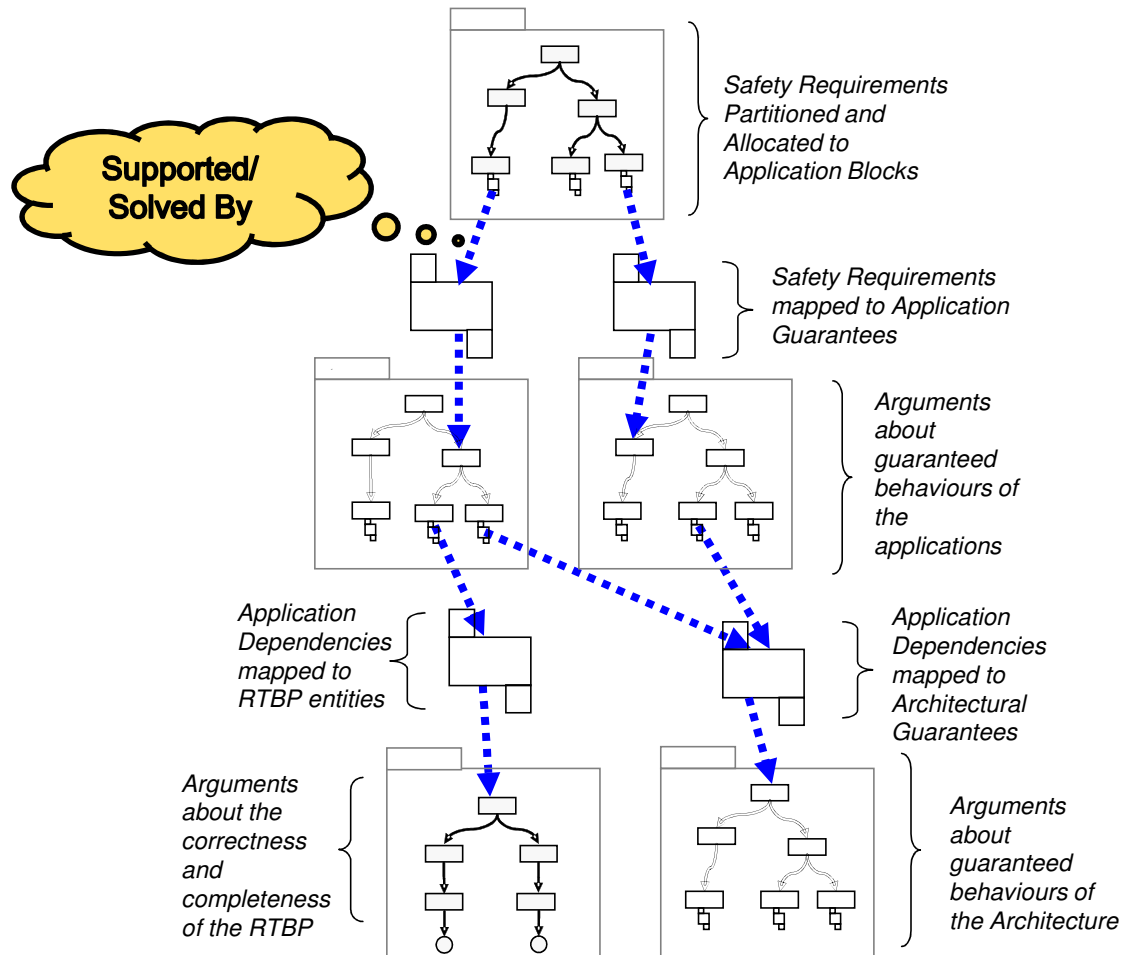 Safety Requirements
Partitioned and
Allocated to
Application Blocks
Supported/
Solved By
Safety Requirements
mapped to Application
Guarantees
Arguments
about
guaranteed
behaviours of
the
applications
Application
Dependencies
mapped to
RTBP entities
Application
Dependencies
mapped to
Architectural
Guarantees
Arguments
about the
correctness
and
completeness
of the RTBP
Arguments
about
guaranteed
behaviours of
the Architecture